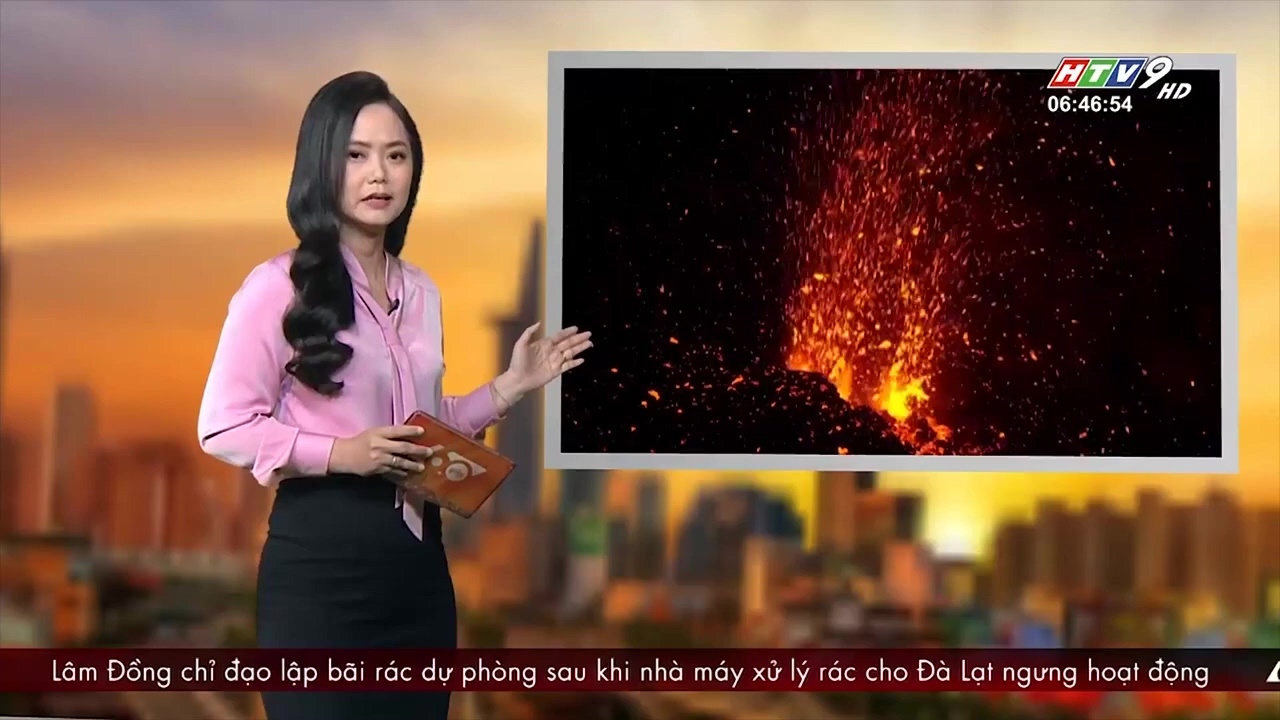 HTV9 HD
06:46:54
Lâm Đồng chỉ đạo lập bãi rác dự phòng sau khi nhà máy xử lý rác cho Đà Lạt ngưng hoạt động